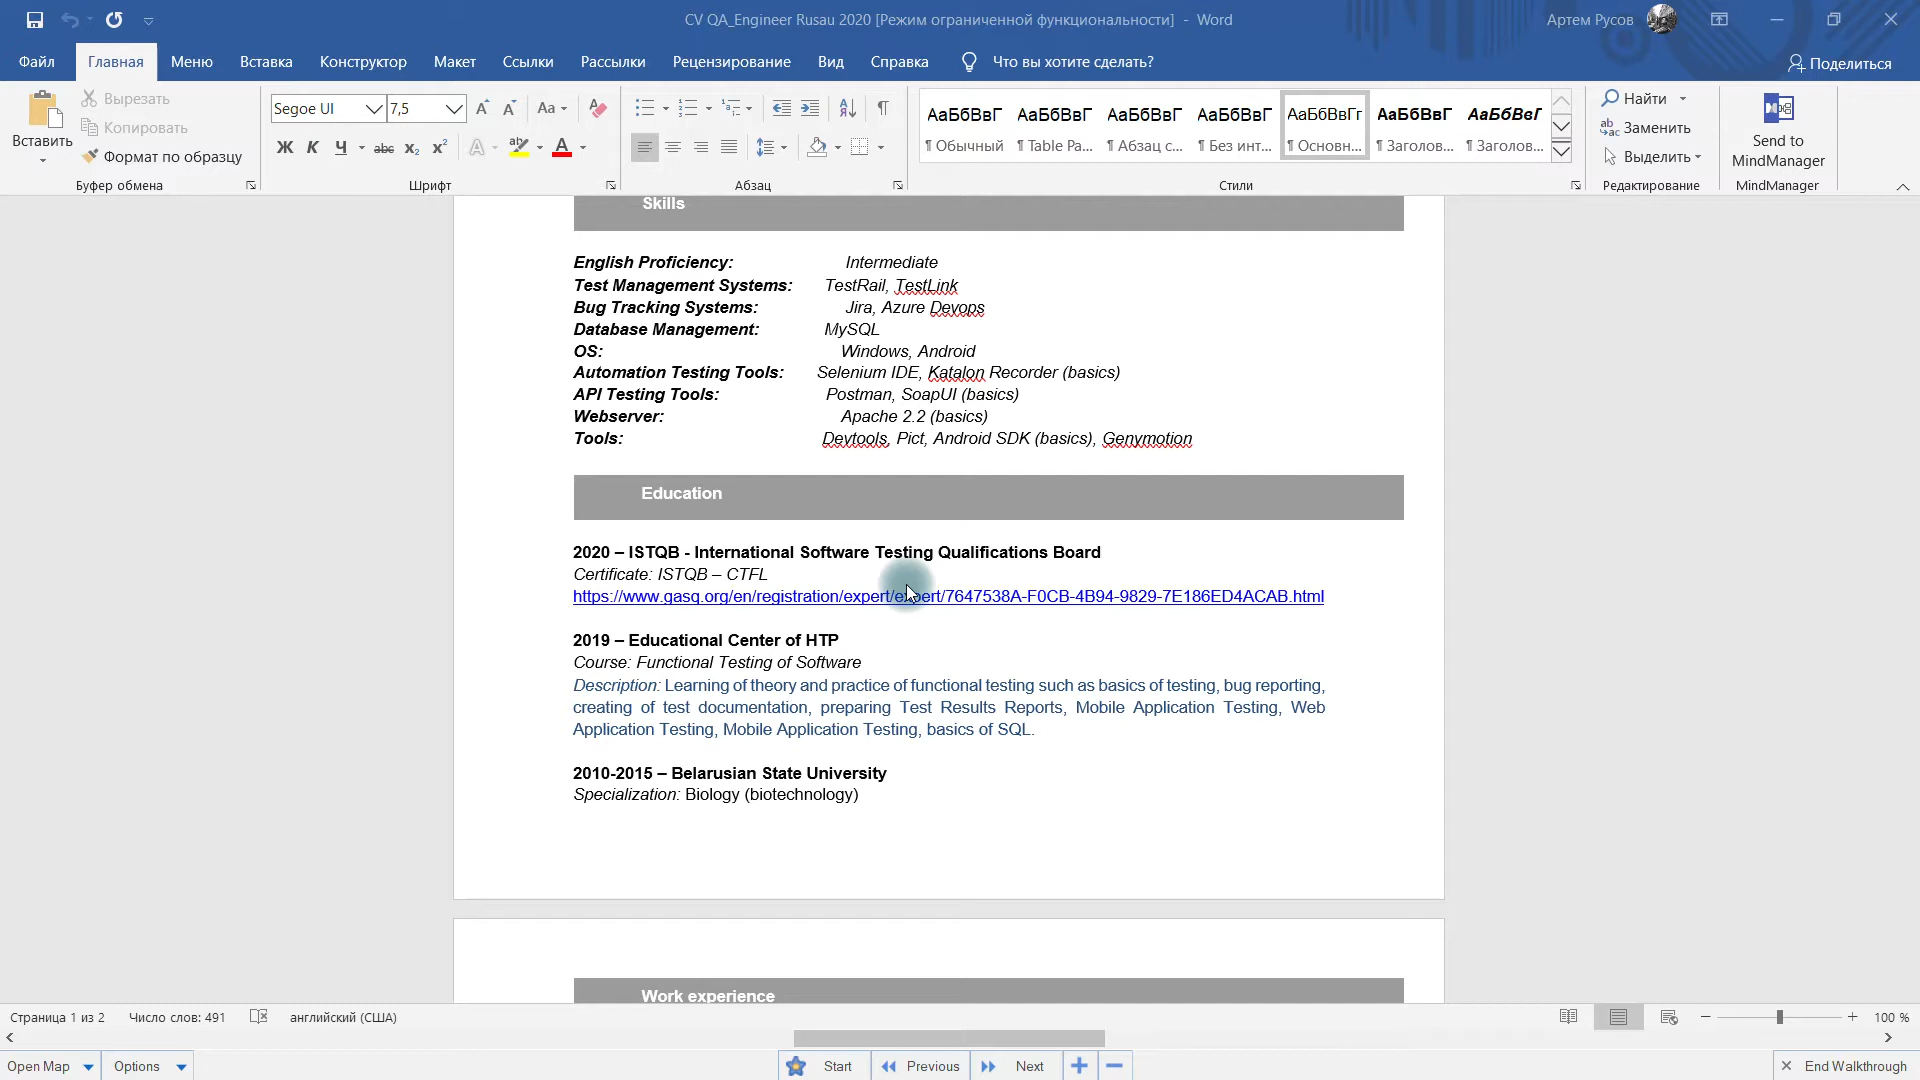 CV QA_Engineer Rusau 2020 [Режим ограниченной функциональности] - Word
Артем Русов
Файл Главная Меню Вставка Конструктор Макет Ссылки Рассылки Рецензирование Вид Справка Что вы хотите сделать? Поделиться
Вставить
Вырезать
Копировать
Формат по образцу
Буфер обмена
Segoe UI 7,5
Ж К Ч abc x₂ x²
Шрифт
Абзац
АаБбВвГ АаБбВвГ АаБбВвГ АаБбВвГ АаБбВвГг АаБбВвГ АаБбВвГ
¶ Обычный ¶ Table Pa... ¶ Абзац с... ¶ Без инт... ¶ Основн... ¶ Заголов... ¶ Заголов...
Стили
Найти
Заменить
Выделить
Редактирование
Send to
MindManager
MindManager
Skills
English Proficiency: Intermediate
Test Management Systems: TestRail, TestLink
Bug Tracking Systems: Jira, Azure Devops
Database Management: MySQL
OS: Windows, Android
Automation Testing Tools: Selenium IDE, Katalon Recorder (basics)
API Testing Tools: Postman, SoapUI (basics)
Webserver: Apache 2.2 (basics)
Tools: Devtools, Pict, Android SDK (basics), Genymotion
Education
2020 – ISTQB - International Software Testing Qualifications Board
Certificate: ISTQB – CTFL
https://www.gasq.org/en/registration/expert/expert/7647538A-F0CB-4B94-9829-7E186ED4ACAB.html
2019 – Educational Center of HTP
Course: Functional Testing of Software
Description: Learning of theory and practice of functional testing such as basics of testing, bug reporting,
creating of test documentation, preparing Test Results Reports, Mobile Application Testing, Web
Application Testing, Mobile Application Testing, basics of SQL.
2010-2015 – Belarusian State University
Specialization: Biology (biotechnology)
Work experience
Страница 1 из 2 Число слов: 491 английский (США) 100 %
Open Map Options Start Previous Next End Walkthrough